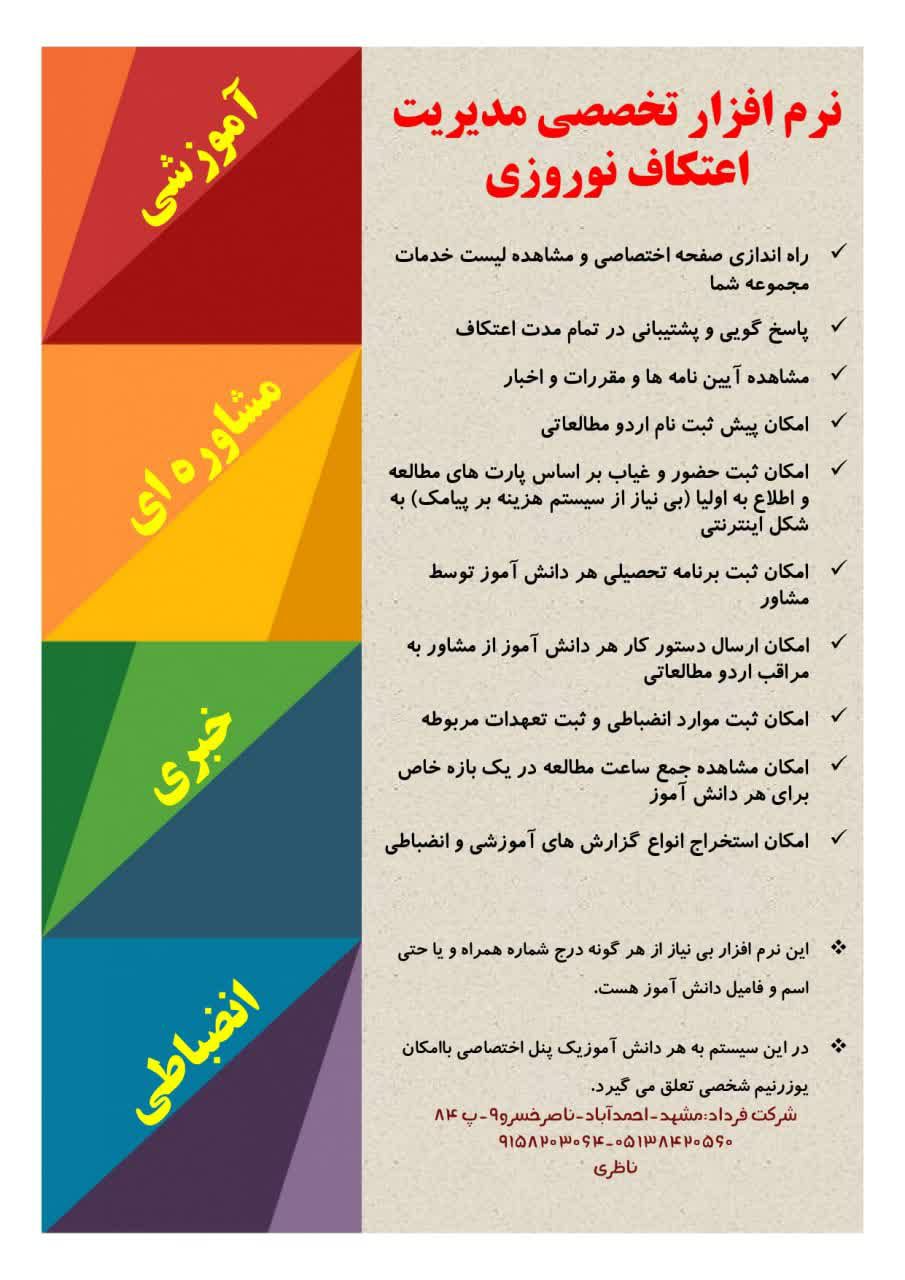 نرم افزار تخصصی مدیریت
اعتکاف نوروزی
✓ راه اندازی صفحه اختصاصی و مشاهده لیست خدمات
مجموعه شما
✓ پاسخ گویی و پشتیبانی در تمام مدت اعتکاف
✓ مشاهده آیین نامه ها و مقررات و اخبار
✓ امکان پیش ثبت نام اردو مطالعاتی
✓ امکان ثبت حضور و غیاب بر اساس پارت های مطالعه
و اطلاع به اولیا (بی نیاز از سیستم هزینه بر پیامک) به
شکل اینترنتی
✓ امکان ثبت برنامه تحصیلی هر دانش آموز توسط
مشاور
✓ امکان ارسال دستور کار هر دانش آموز از مشاور به
مراقب اردو مطالعاتی
✓ امکان ثبت موارد انضباطی و ثبت تعهدات مربوطه
✓ امکان مشاهده جمع ساعت مطالعه در یک بازه خاص
برای هر دانش آموز
✓ امکان استخراج انواع گزارش های آموزشی و انضباطی
❖ این نرم افزار بی نیاز از هر گونه درج شماره همراه و یا حتی
اسم و فامیل دانش آموز هست.
❖ در این سیستم به هر دانش آموزیک پنل اختصاصی باامکان
یوزرنیم شخصی تعلق می گیرد.
شرکت فرداد:مشهد-احمدآباد-ناصرخسرو۹-پ ۸۴
۰۵۱۳۸۴۲۰۵۶۰-۹۱۵۸۲۰۳۰۶۴
ناظری
آموزشی
مشاوره ای
خبری
انضباطی